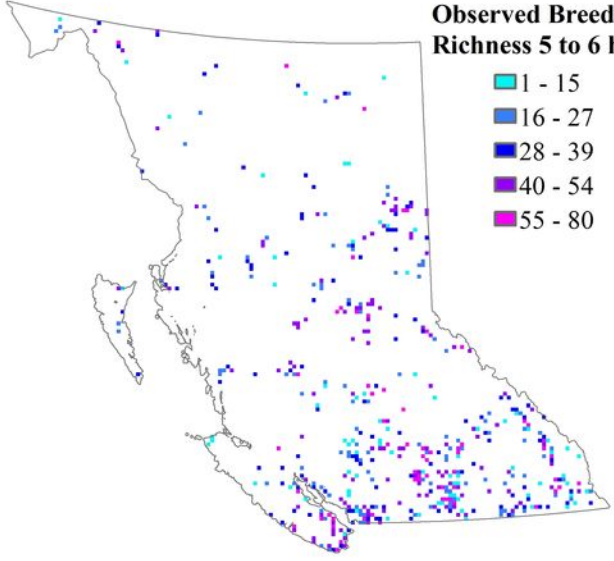 Observed Breed
Richness 5 to 6 h
1 - 15
16 - 27
28 - 39
40 - 54
55 - 80